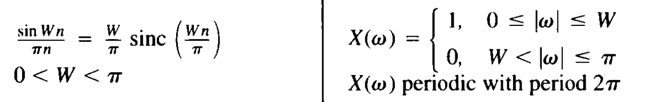 sin Wn / πn = W/π sinc (Wn/π)
0 < W < π
X(ω) = { 1, 0 ≤ |ω| ≤ W
0, W < |ω| ≤ π
X(ω) periodic with period 2π